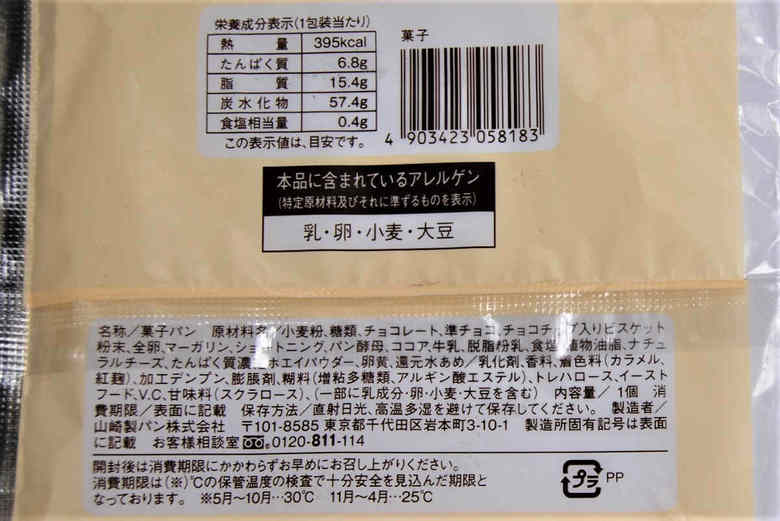 栄養成分表示(1包装当たり)
熱量 395kcal
たんぱく質 6.8g
脂質 15.4g
炭水化物 57.4g
食塩相当量 0.4g
この表示値は、目安です。
菓子
4 903423 058183
本品に含まれているアレルゲン
(特定原材料及びそれに準ずるものを表示)
乳・卵・小麦・大豆
名称/菓子パン 原材料名/小麦粉、糖類、チョコレート、準チョコ、チョコチップ入りビスケット
粉末、全卵、マーガリン、ショートニング、パン酵母、ココア、牛乳、脱脂粉乳、食塩、植物油脂、ナチュ
ラルチーズ、たんぱく質濃縮ホエイパウダー、卵黄、還元水あめ/乳化剤、香料、着色料(カラメル、
紅麹)、加工デンプン、膨脹剤、糊料(増粘多糖類、アルギン酸エステル)、トレハロース、イースト
フード、V.C、甘味料(スクラロース)、(一部に乳成分・卵・小麦・大豆を含む) 内容量/1個 消
費期限/表面に記載 保存方法/直射日光、高温多湿を避けて保存してください。 製造者/
山崎製パン株式会社 〒101-8585 東京都千代田区岩本町3-10-1 製造所固有記号は表面
に記載 お客様相談室 0120-811-114
開封後は消費期限にかかわらずお早めにお召し上がりください。
消費期限は(※)℃の保管温度の検査で十分安全を見込んだ期限と
なっております。 ※5月〜10月…30℃ 11月〜4月…25℃
プラ PP